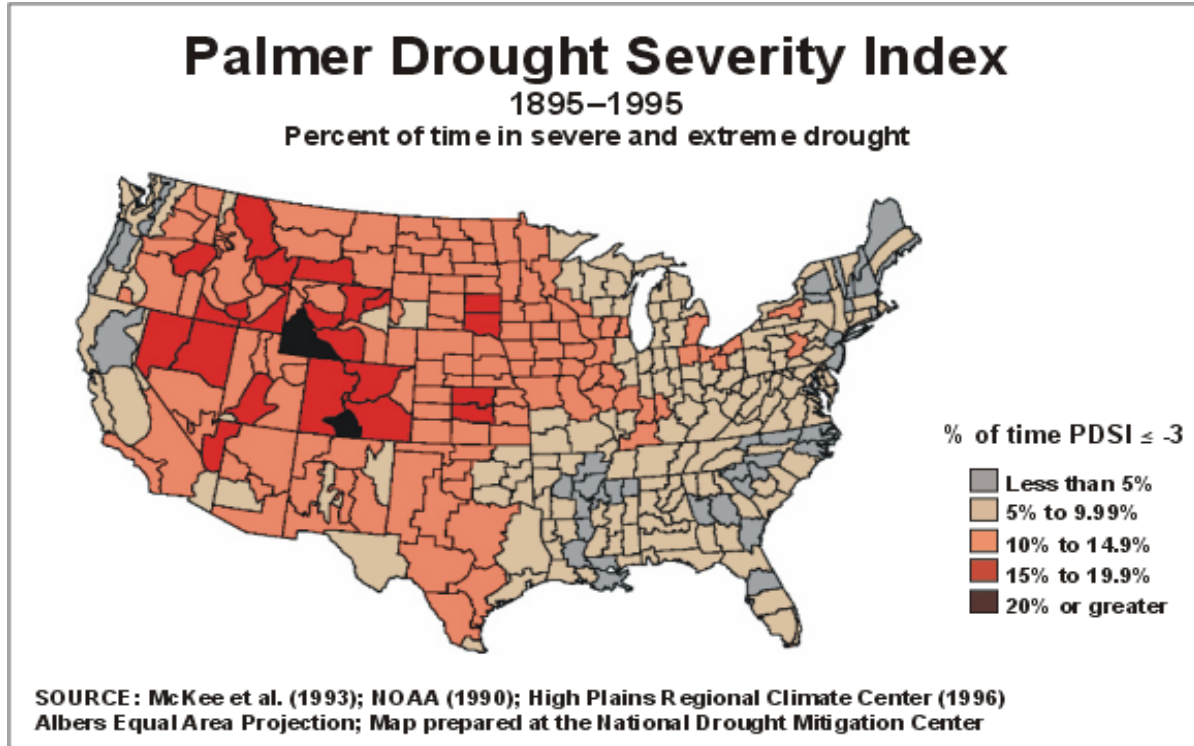 Palmer Drought Severity Index
1895–1995
Percent of time in severe and extreme drought
% of time PDSI ≤ -3
Less than 5%
5% to 9.99%
10% to 14.9%
15% to 19.9%
20% or greater
SOURCE: McKee et al. (1993); NOAA (1990); High Plains Regional Climate Center (1996)
Albers Equal Area Projection; Map prepared at the National Drought Mitigation Center